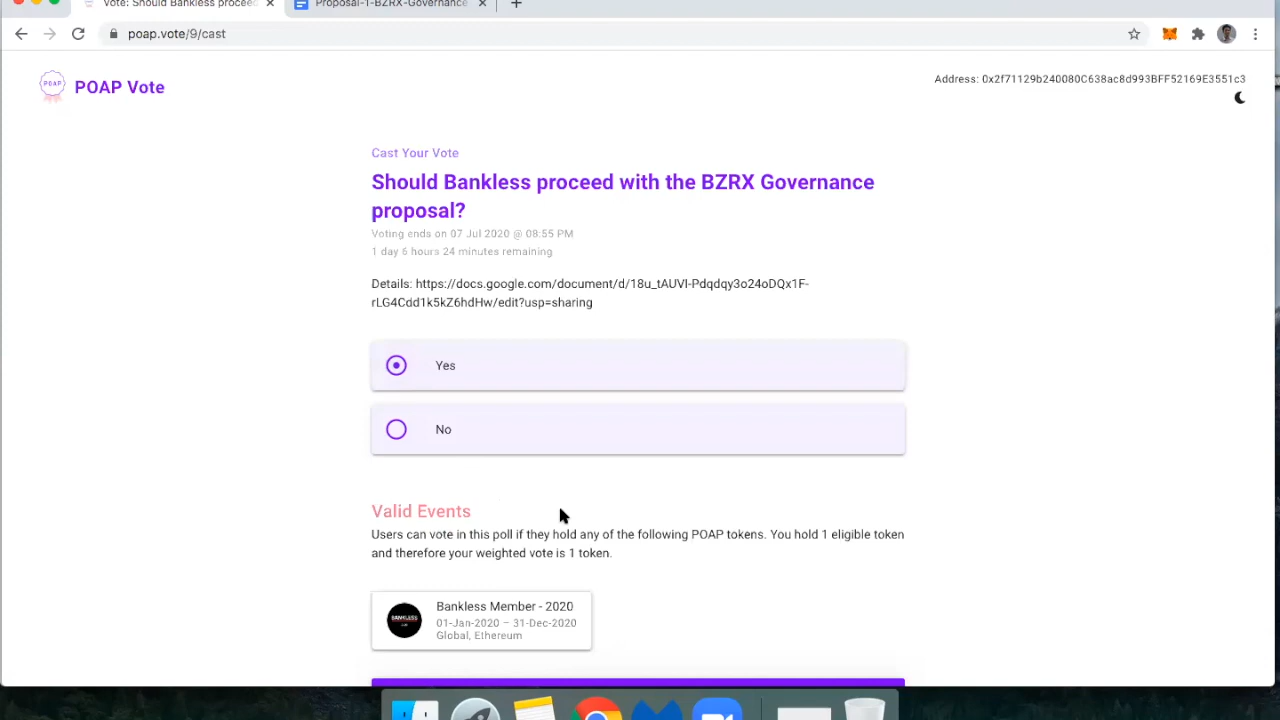 Vote: Should Bankless proceed
Proposal-1-BZRX-Governance
poap.vote/9/cast
POAP
POAP Vote
Address: 0x2f71129b240080C638ac8d993BFF52169E3551c3
Cast Your Vote
Should Bankless proceed with the BZRX Governance
proposal?
Voting ends on 07 Jul 2020 @ 08:55 PM
1 day 6 hours 24 minutes remaining
Details: https://docs.google.com/document/d/18u_tAUVI-Pdqdqy3o24oDQx1F-
rLG4Cdd1k5kZ6hdHw/edit?usp=sharing
Yes
No
Valid Events
Users can vote in this poll if they hold any of the following POAP tokens. You hold 1 eligible token
and therefore your weighted vote is 1 token.
BANKLESS
Bankless Member - 2020
01-Jan-2020 – 31-Dec-2020
Global, Ethereum